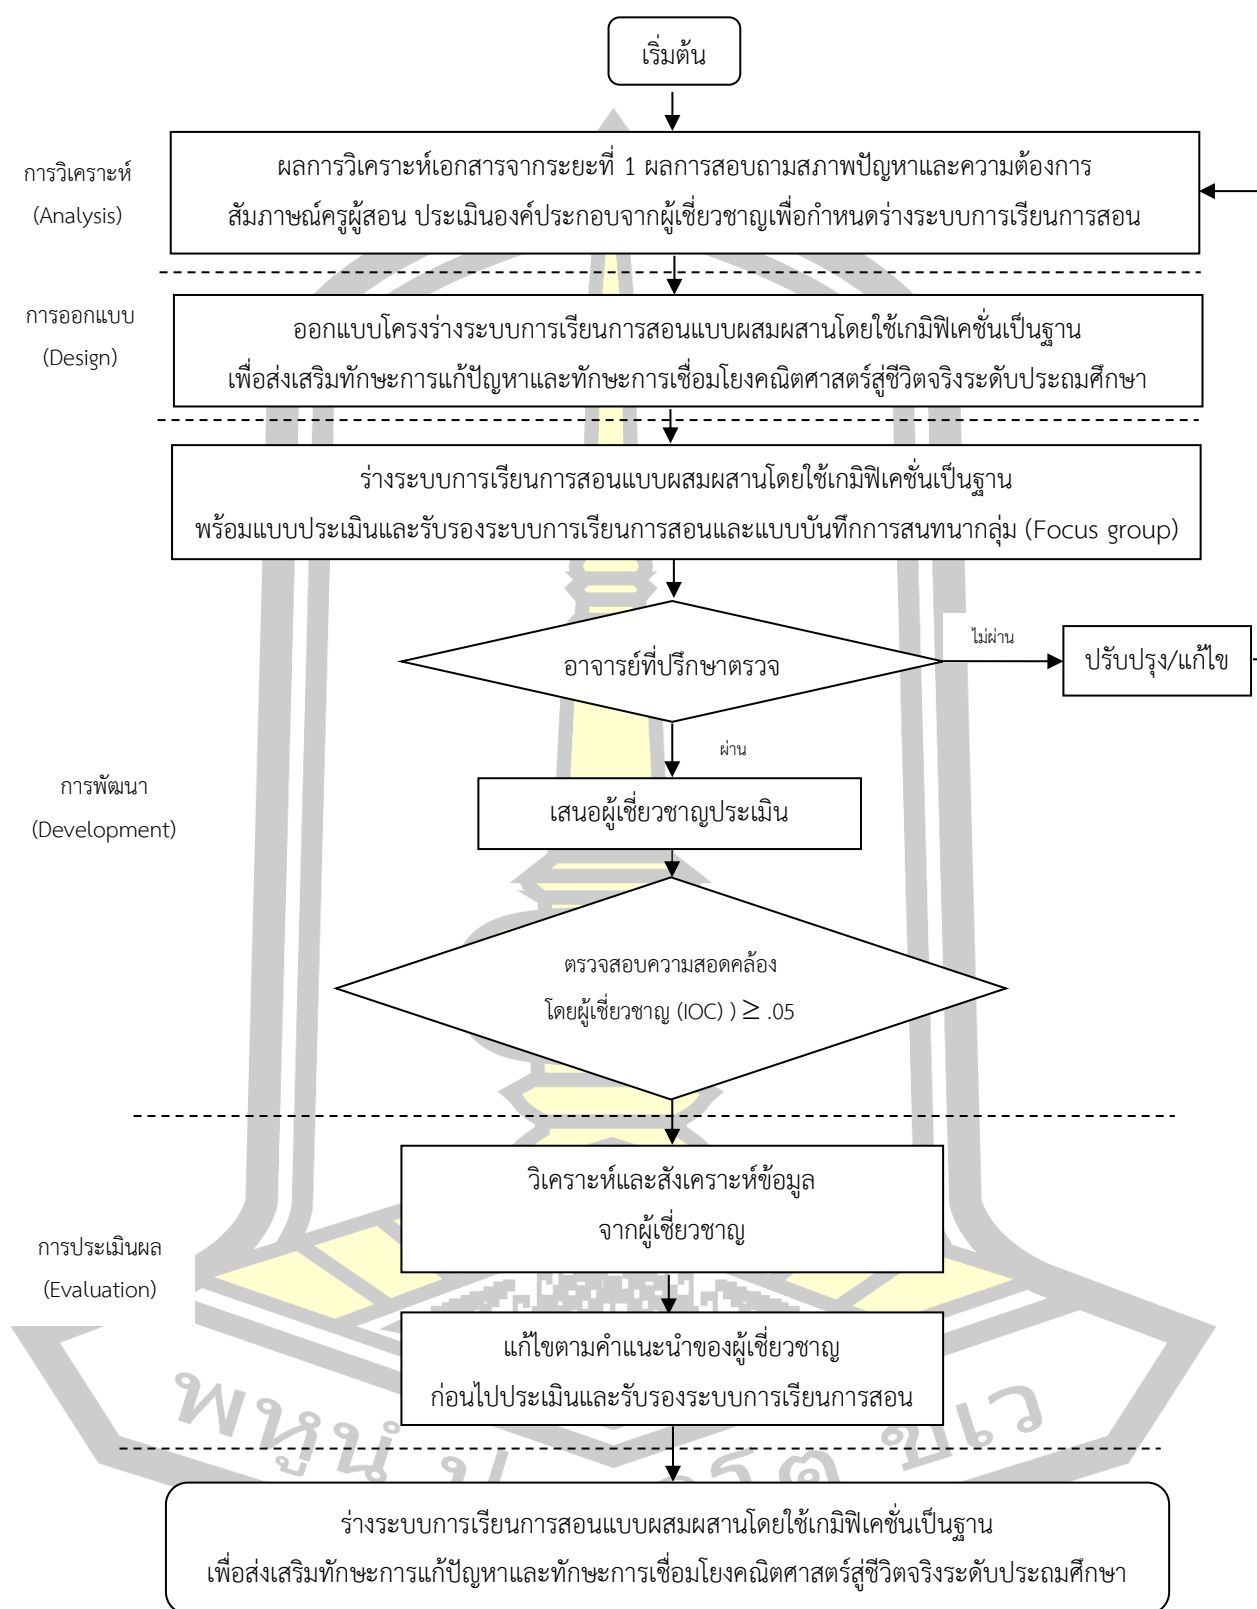 เริ่มต้น
การวิเคราะห์
(Analysis)
ผลการวิเคราะห์เอกสารจากระยะที่ 1 ผลการสอบถามสภาพปัญหาและความต้องการ
สัมภาษณ์ครูผู้สอน ประเมินองค์ประกอบจากผู้เชี่ยวชาญเพื่อกำหนดร่างระบบการเรียนการสอน
การออกแบบ
(Design)
ออกแบบโครงร่างระบบการเรียนการสอนแบบผสมผสานโดยใช้เกมิฟิเคชั่นเป็นฐาน
เพื่อส่งเสริมทักษะการแก้ปัญหาและทักษะการเชื่อมโยงคณิตศาสตร์สู่ชีวิตจริงระดับประถมศึกษา
ร่างระบบการเรียนการสอนแบบผสมผสานโดยใช้เกมิฟิเคชั่นเป็นฐาน
พร้อมแบบประเมินและรับรองระบบการเรียนการสอนและแบบบันทึกการสนทนากลุ่ม (Focus group)
อาจารย์ที่ปรึกษาตรวจ
ไม่ผ่าน
ปรับปรุง/แก้ไข
ผ่าน
การพัฒนา
(Development)
เสนอผู้เชี่ยวชาญประเมิน
ตรวจสอบความสอดคล้อง
โดยผู้เชี่ยวชาญ (IOC) ) ≥ .05
วิเคราะห์และสังเคราะห์ข้อมูล
จากผู้เชี่ยวชาญ
การประเมินผล
(Evaluation)
แก้ไขตามคำแนะนำของผู้เชี่ยวชาญ
ก่อนไปประเมินและรับรองระบบการเรียนการสอน
พหูนํ ป
รูโต ชีเว
ร่างระบบการเรียนการสอนแบบผสมผสานโดยใช้เกมิฟิเคชั่นเป็นฐาน
เพื่อส่งเสริมทักษะการแก้ปัญหาและทักษะการเชื่อมโยงคณิตศาสตร์สู่ชีวิตจริงระดับประถมศึกษา